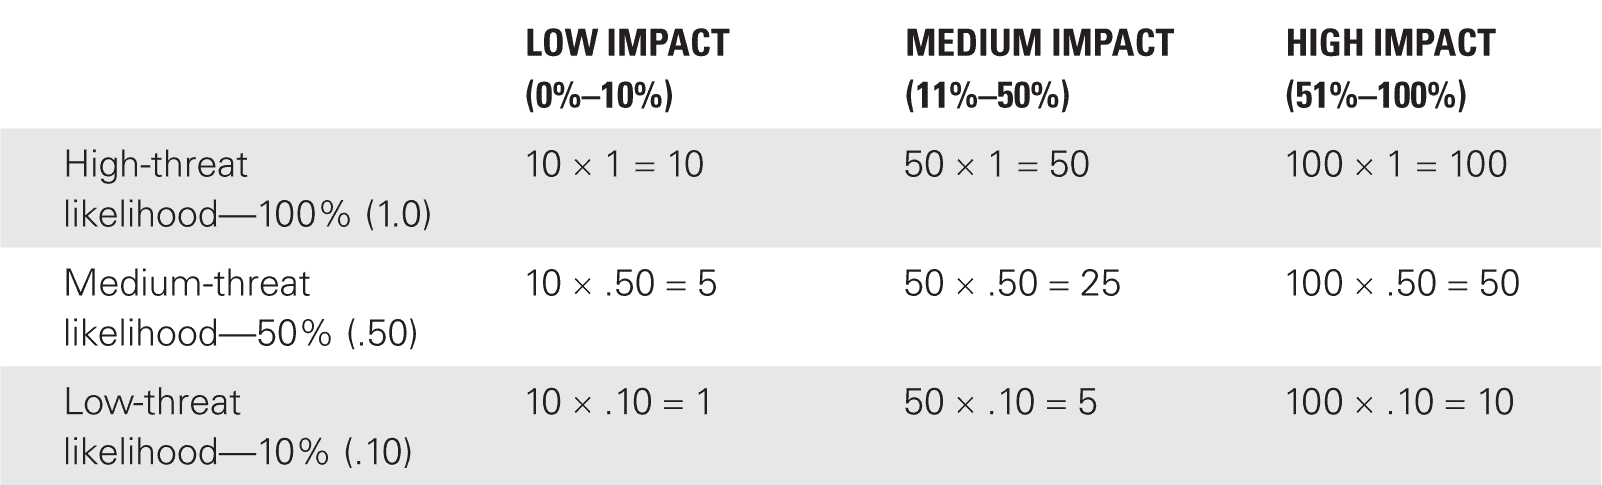 LOW IMPACT MEDIUM IMPACT HIGH IMPACT
(0%–10%) (11%–50%) (51%–100%)
High-threat 10 × 1 = 10 50 × 1 = 50 100 × 1 = 100
likelihood—100% (1.0)
Medium-threat 10 × .50 = 5 50 × .50 = 25 100 × .50 = 50
likelihood—50% (.50)
Low-threat 10 × .10 = 1 50 × .10 = 5 100 × .10 = 10
likelihood—10% (.10)